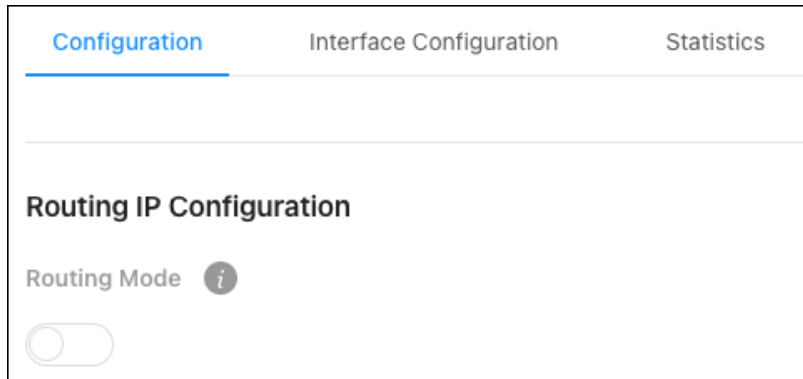 Configuration Interface Configuration Statistics
Routing IP Configuration
Routing Mode i